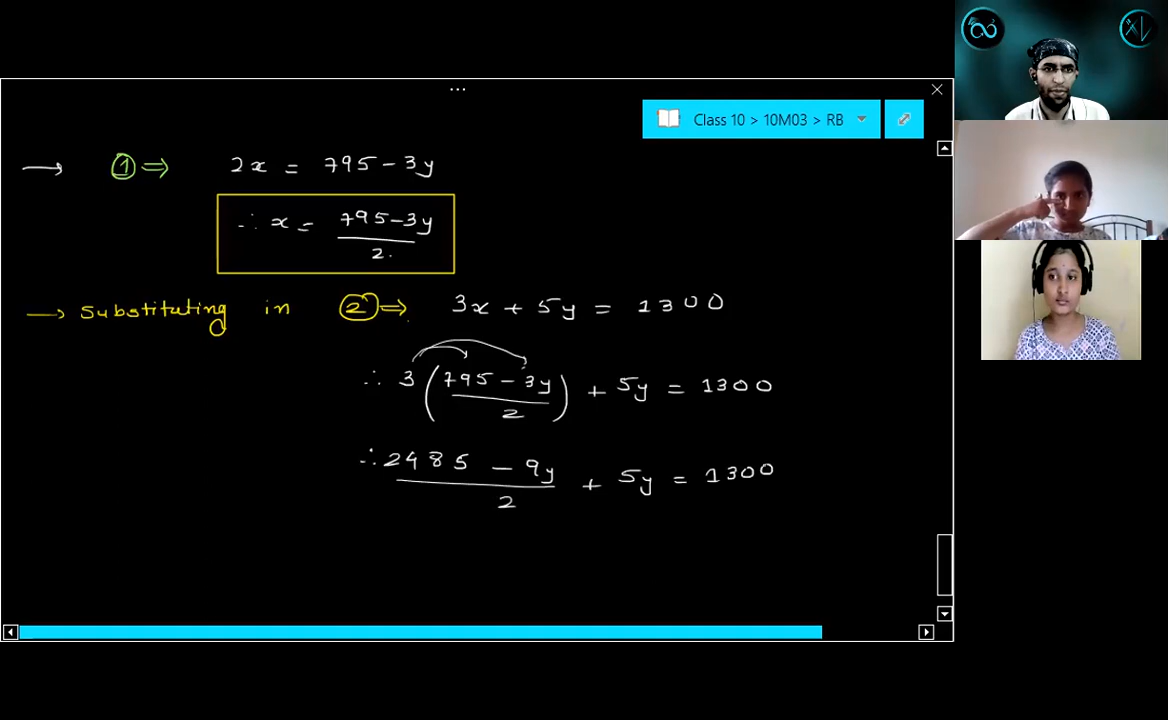 Class 10 > 10M03 > RB
→ ① ⇒ 2x = 795 - 3y
∴ x = (795 - 3y)/2
→ Substituting in ② ⇒ 3x + 5y = 1300
∴ 3((795 - 3y)/2) + 5y = 1300
∴ (2485 - 9y)/2 + 5y = 1300